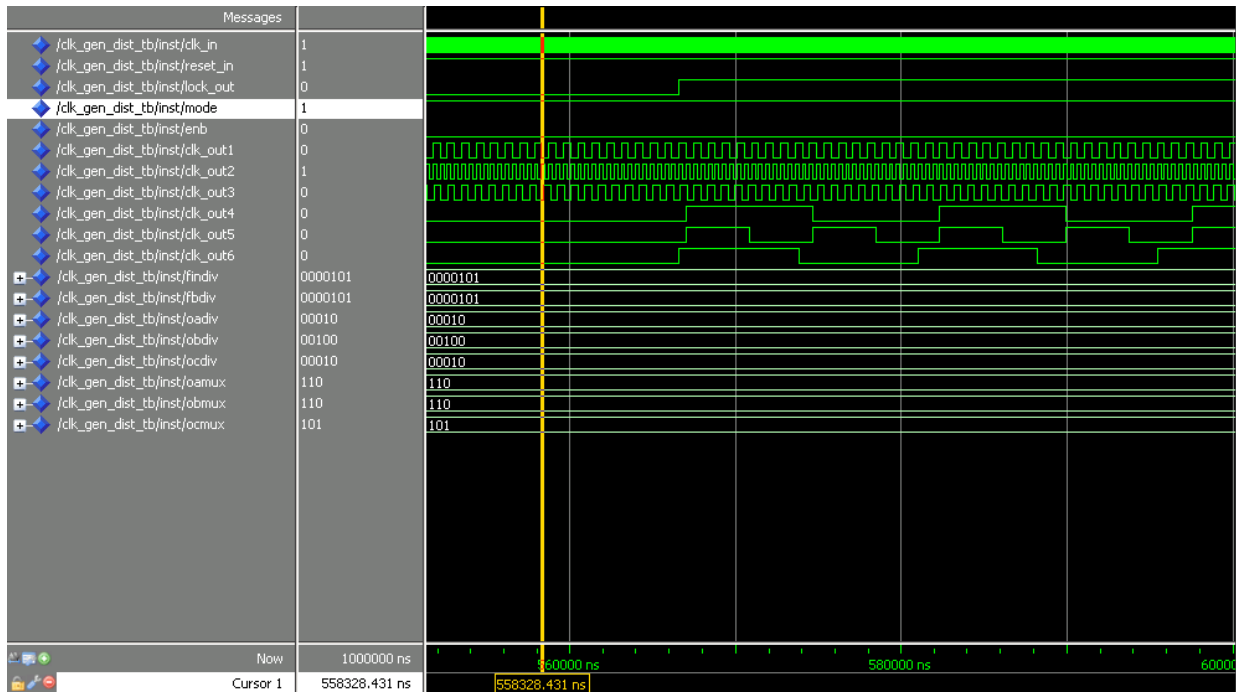 Messages
/clk_gen_dist_tb/inst/clk_in 1
/clk_gen_dist_tb/inst/reset_in 1
/clk_gen_dist_tb/inst/lock_out 0
/clk_gen_dist_tb/inst/mode 1
/clk_gen_dist_tb/inst/enb 0
/clk_gen_dist_tb/inst/clk_out1 0
/clk_gen_dist_tb/inst/clk_out2 1
/clk_gen_dist_tb/inst/clk_out3 0
/clk_gen_dist_tb/inst/clk_out4 0
/clk_gen_dist_tb/inst/clk_out5 0
/clk_gen_dist_tb/inst/clk_out6 0
/clk_gen_dist_tb/inst/findiv 0000101 0000101
/clk_gen_dist_tb/inst/fbdiv 0000101 0000101
/clk_gen_dist_tb/inst/oadiv 00010 00010
/clk_gen_dist_tb/inst/obdiv 00100 00100
/clk_gen_dist_tb/inst/ocdiv 00010 00010
/clk_gen_dist_tb/inst/oamux 110 110
/clk_gen_dist_tb/inst/obmux 110 110
/clk_gen_dist_tb/inst/ocmux 101 101
Now 1000000 ns 560000 ns 580000 ns 60000
Cursor 1 558328.431 ns 558328.431 ns